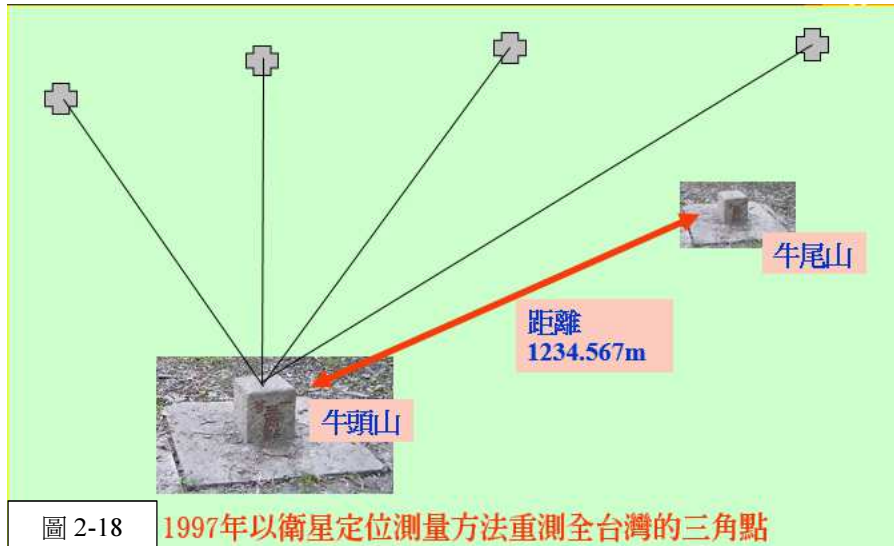 牛尾山
距離
1234.567m
牛頭山
圖 2-18
1997年以衛星定位測量方法重測全台灣的三角點